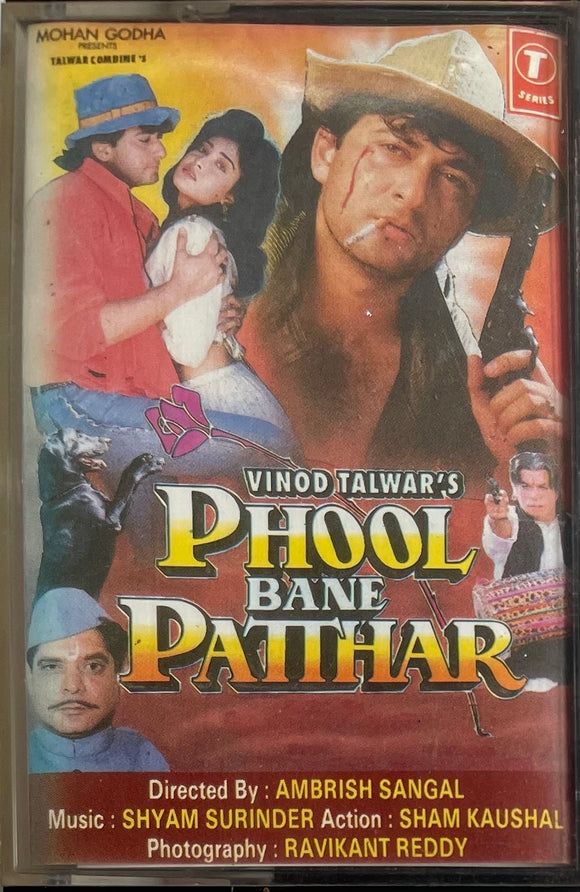 MOHAN GODHA
PRESENTS
TALWAR COMBINE'S
T
SERIES
VINOD TALWAR'S
PHOOL
BANE
PATTHAR
Directed By : AMBRISH SANGAL
Music : SHYAM SURINDER Action : SHAM KAUSHAL
Photography : RAVIKANT REDDY